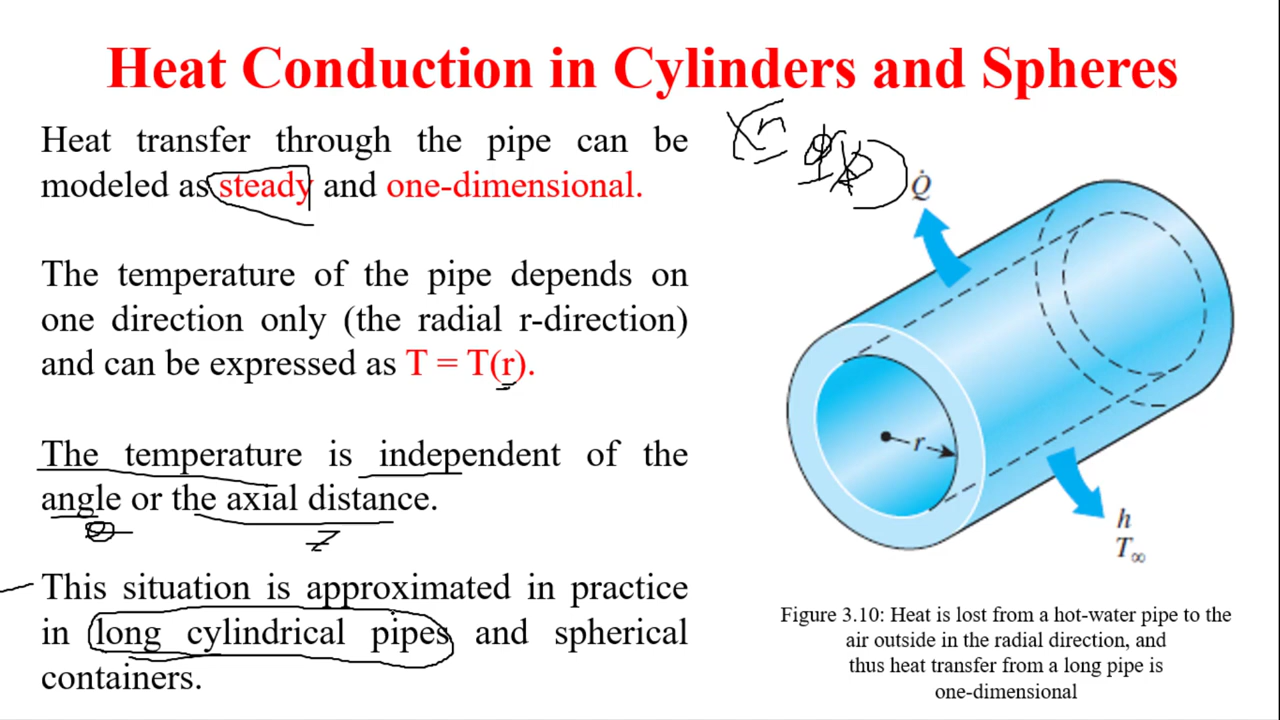 Heat Conduction in Cylinders and Spheres
Heat transfer through the pipe can be
modeled as steady and one-dimensional.
The temperature of the pipe depends on
one direction only (the radial r-direction)
and can be expressed as T = T(r).
The temperature is independent of the
angle or the axial distance.
θ
z
This situation is approximated in practice
in long cylindrical pipes and spherical
containers.
Q̇
r
h
T∞
Figure 3.10: Heat is lost from a hot-water pipe to the
air outside in the radial direction, and
thus heat transfer from a long pipe is
one-dimensional